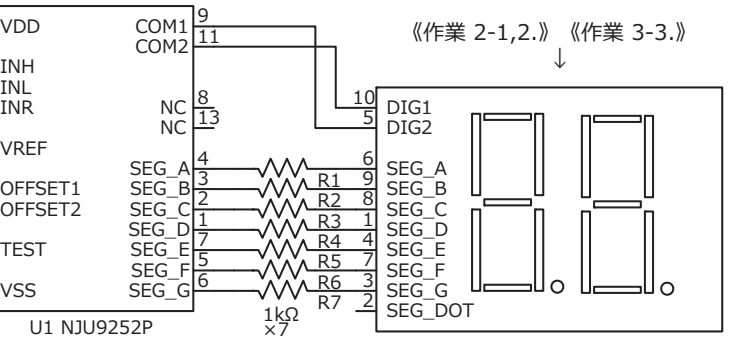 VDD
INH
INL
INR
VREF
OFFSET1
OFFSET2
TEST
VSS
COM1 9
COM2 11
NC 8
NC 13
SEG_A 4
SEG_B 3
SEG_C 2
SEG_D 1
SEG_E 7
SEG_F 5
SEG_G 6
U1 NJU9252P
R1
R2
R3
R4
R5
R6
R7
1kΩ
×7
《作業 2-1,2.》 《作業 3-3.》
↓
10 DIG1
5 DIG2
6 SEG_A
9 SEG_B
8 SEG_C
1 SEG_D
4 SEG_E
7 SEG_F
3 SEG_G
2 SEG_DOT